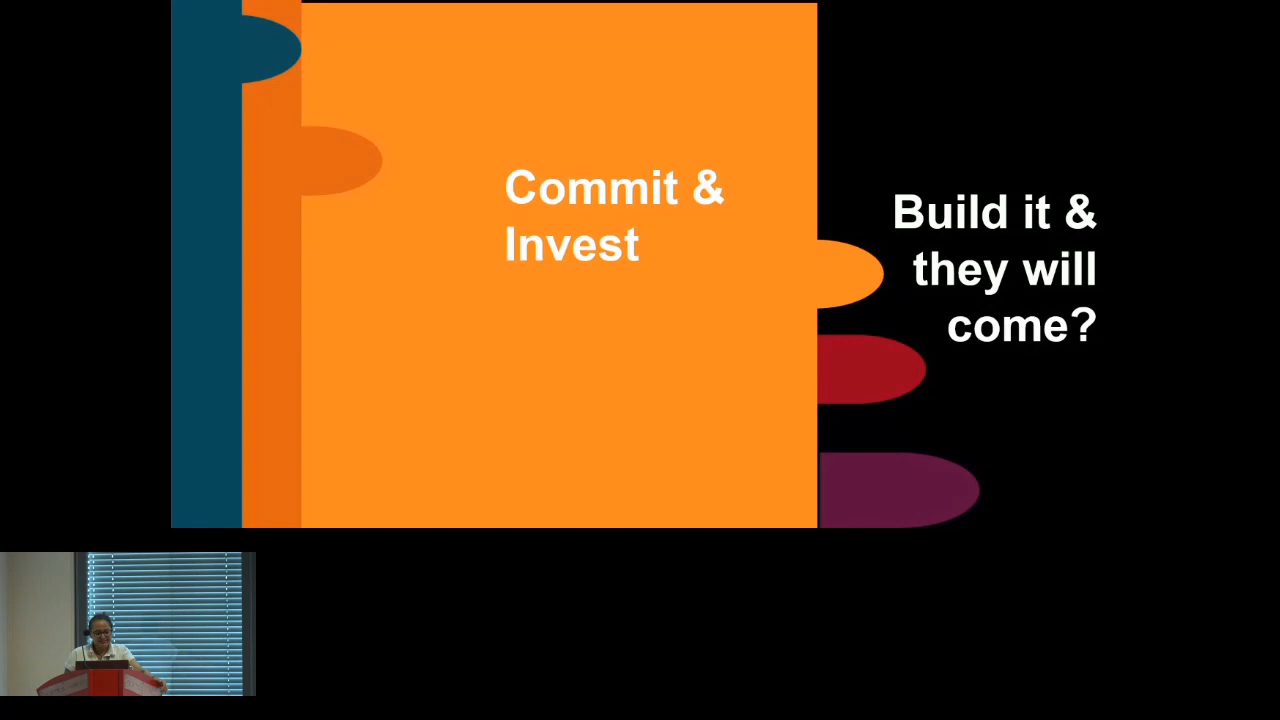 Commit &
Invest
Build it &
they will
come?